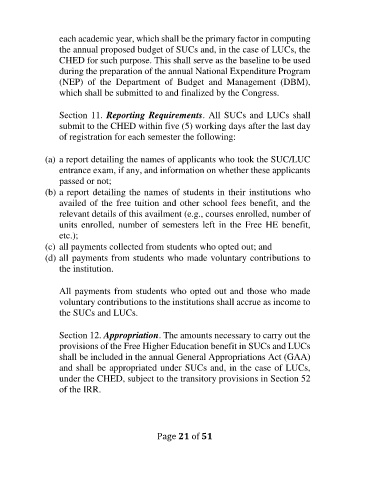 each academic year, which shall be the primary factor in computing
the annual proposed budget of SUCs and, in the case of LUCs, the
CHED for such purpose. This shall serve as the baseline to be used
during the preparation of the annual National Expenditure Program
(NEP) of the Department of Budget and Management (DBM),
which shall be submitted to and finalized by the Congress.
Section 11. Reporting Requirements. All SUCs and LUCs shall
submit to the CHED within five (5) working days after the last day
of registration for each semester the following:
(a) a report detailing the names of applicants who took the SUC/LUC
entrance exam, if any, and information on whether these applicants
passed or not;
(b) a report detailing the names of students in their institutions who
availed of the free tuition and other school fees benefit, and the
relevant details of this availment (e.g., courses enrolled, number of
units enrolled, number of semesters left in the Free HE benefit,
etc.);
(c) all payments collected from students who opted out; and
(d) all payments from students who made voluntary contributions to
the institution.
All payments from students who opted out and those who made
voluntary contributions to the institutions shall accrue as income to
the SUCs and LUCs.
Section 12. Appropriation. The amounts necessary to carry out the
provisions of the Free Higher Education benefit in SUCs and LUCs
shall be included in the annual General Appropriations Act (GAA)
and shall be appropriated under SUCs and, in the case of LUCs,
under the CHED, subject to the transitory provisions in Section 52
of the IRR.
Page 21 of 51